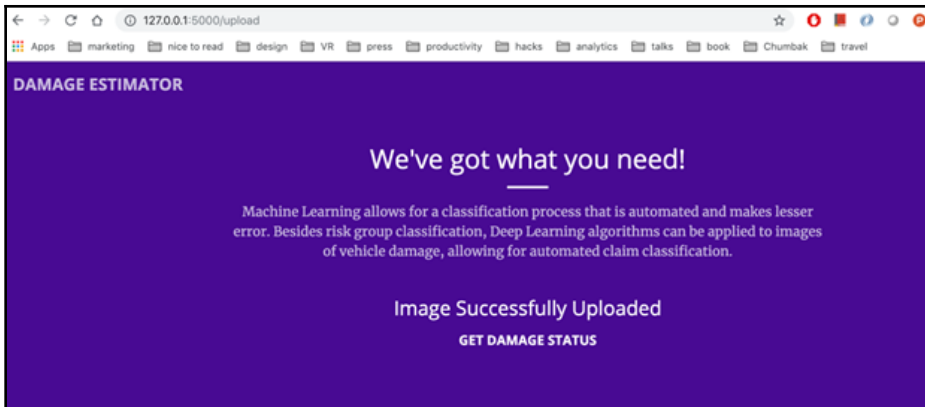 127.0.0.1:5000/upload
Apps marketing nice to read design VR press productivity hacks analytics talks book Chumbak travel
DAMAGE ESTIMATOR
We've got what you need!
Machine Learning allows for a classification process that is automated and makes lesser
error. Besides risk group classification, Deep Learning algorithms can be applied to images
of vehicle damage, allowing for automated claim classification.
Image Successfully Uploaded
GET DAMAGE STATUS